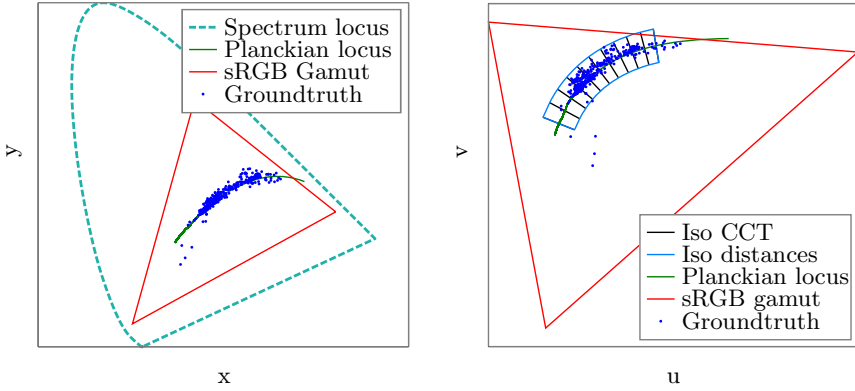 Spectrum locus
Planckian locus
sRGB Gamut
Groundtruth
y
x
Iso CCT
Iso distances
Planckian locus
sRGB gamut
Groundtruth
v
u